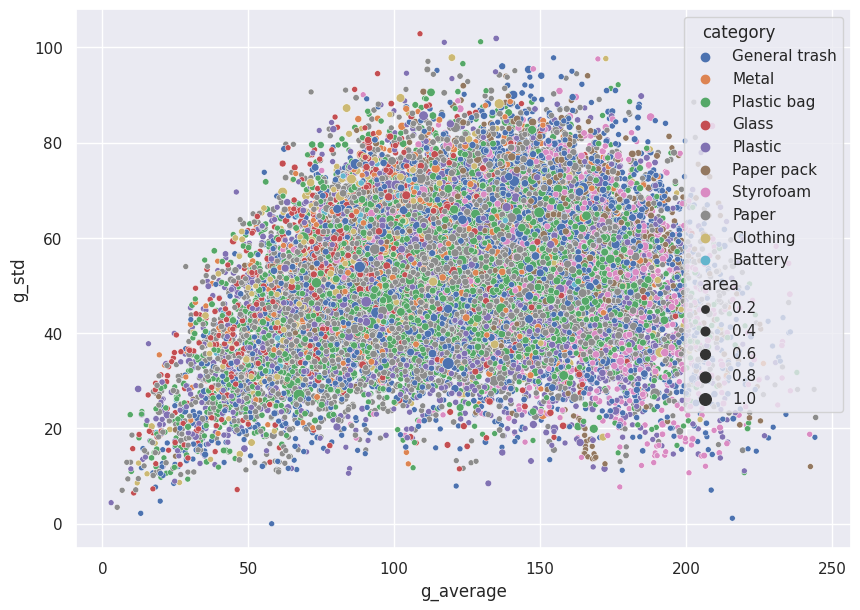 category
General trash
Metal
Plastic bag
Glass
Plastic
Paper pack
Styrofoam
Paper
Clothing
Battery
area
0.2
0.4
0.6
0.8
1.0
100
80
60
40
20
0
g_std
0 50 100 150 200 250
g_average